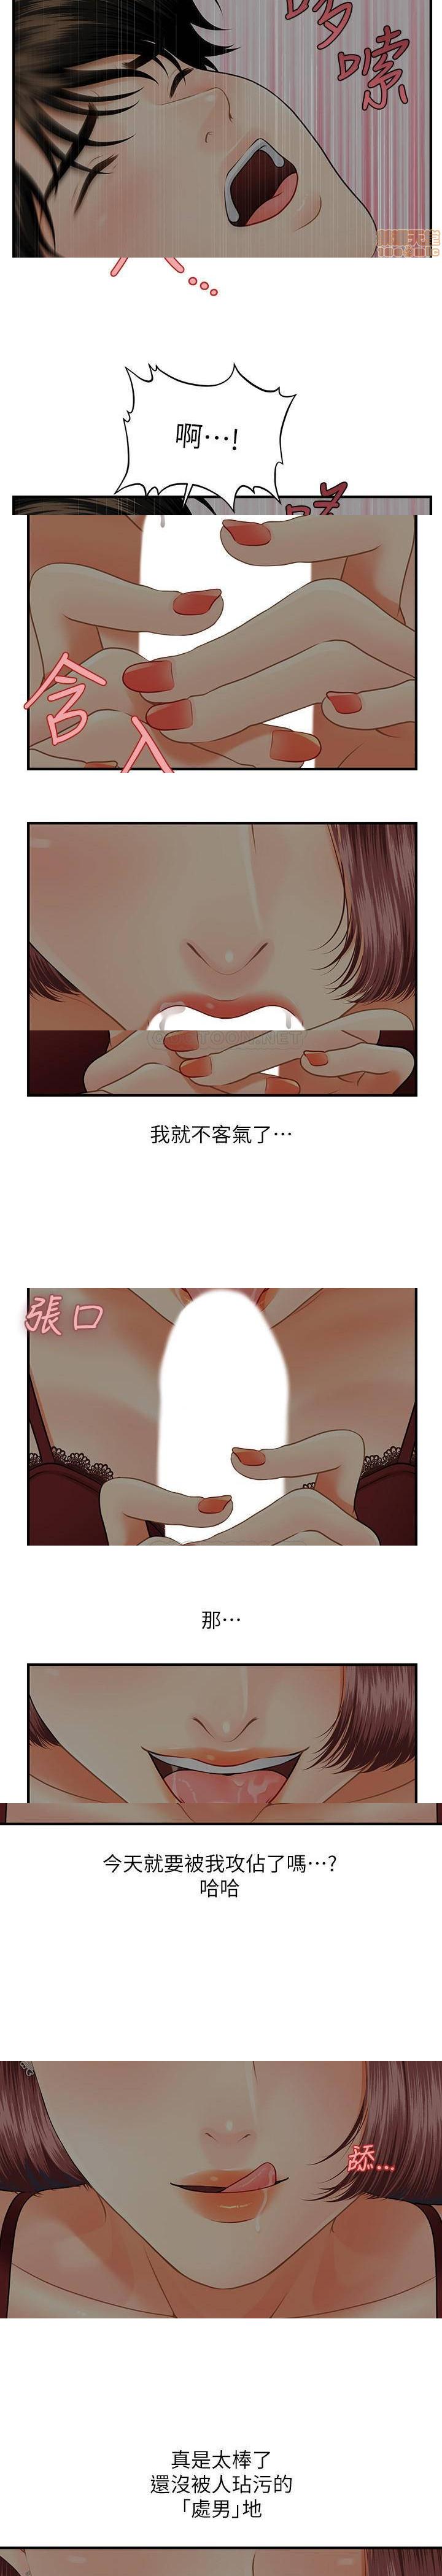 哆
嗦
入…
啊…!
含
入
我就不客氣了…
張口
那…
今天就要被我攻佔了嗎…?
哈哈
舔…
真是太棒了
還沒被人玷污的
「處男」地